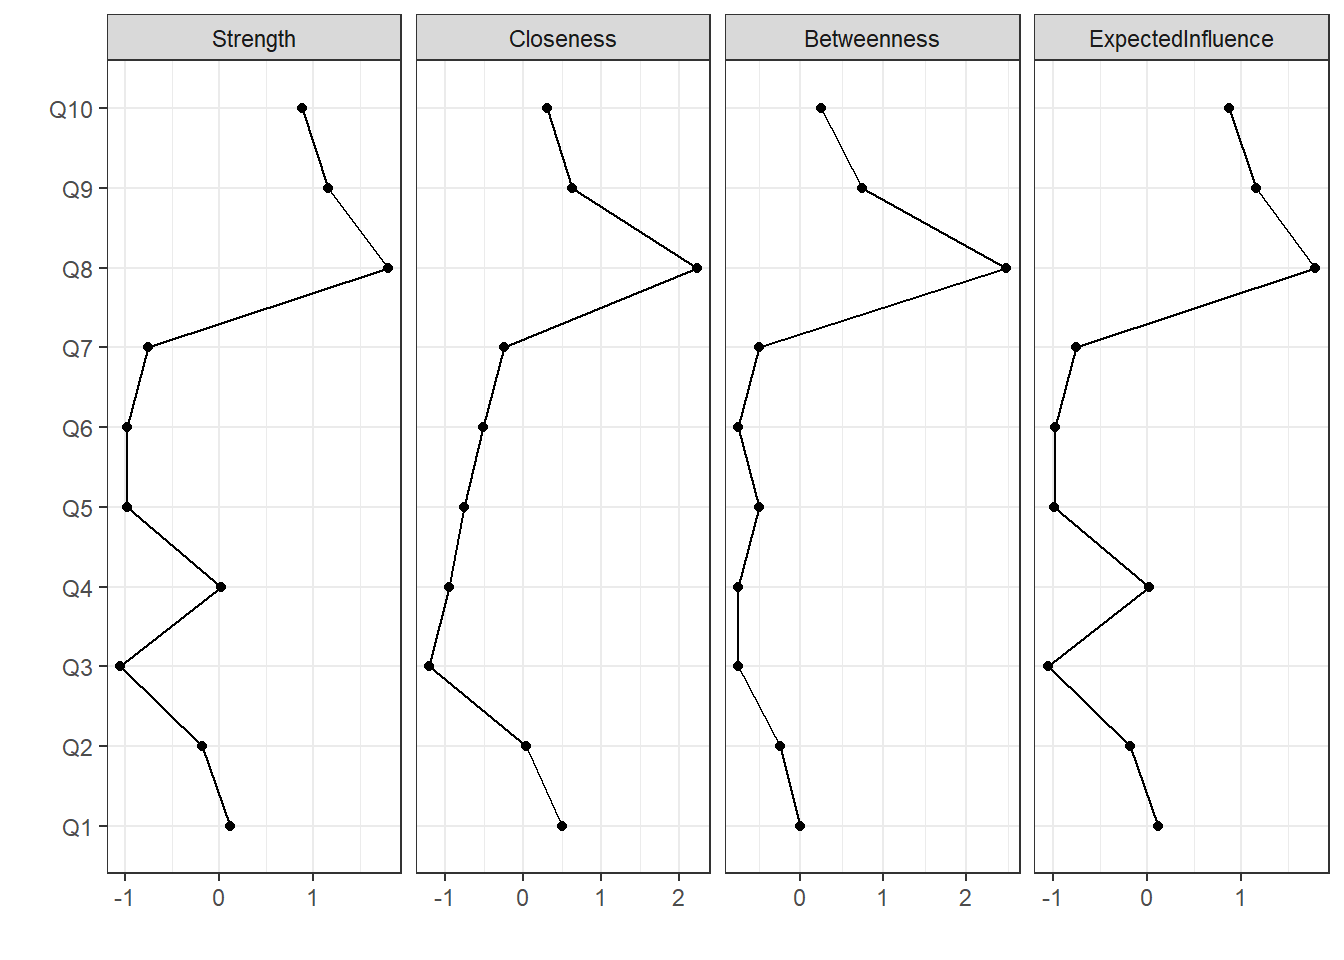 Strength Closeness Betweenness ExpectedInfluence
Q10
Q9
Q8
Q7
Q6
Q5
Q4
Q3
Q2
Q1
-1 0 1 -1 0 1 2 0 1 2 -1 0 1